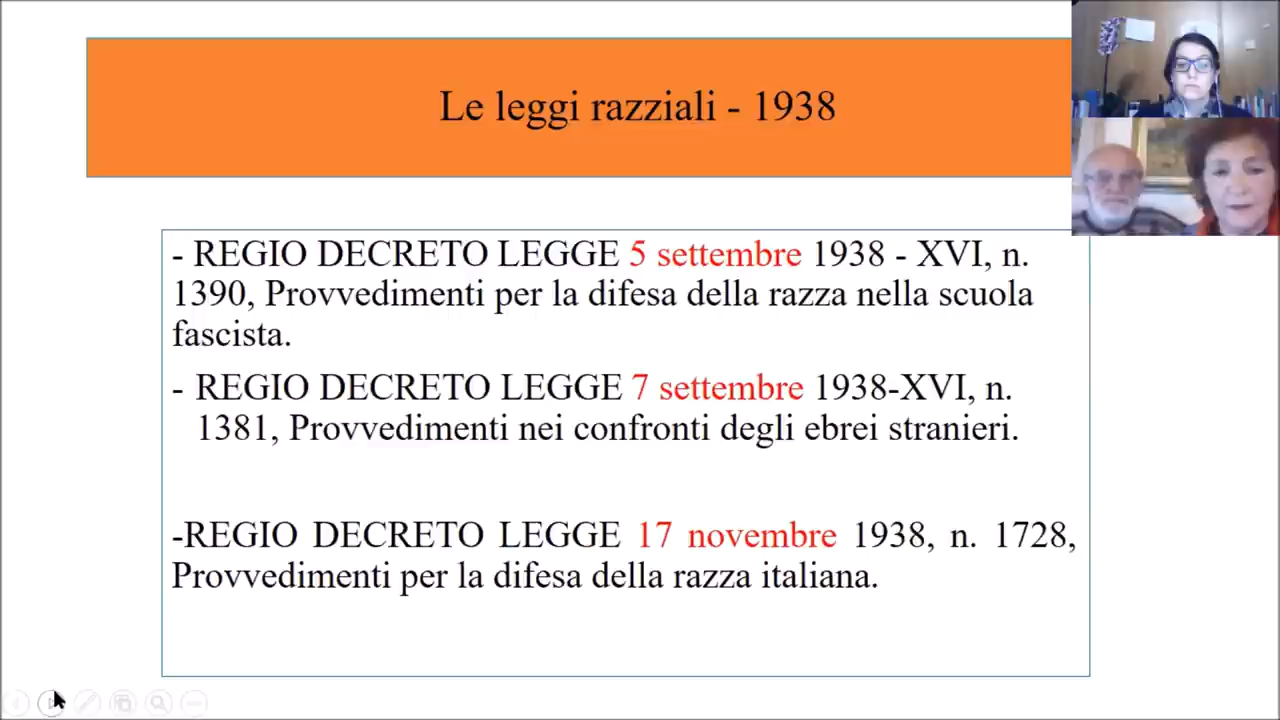 Le leggi razziali - 1938
- REGIO DECRETO LEGGE 5 settembre 1938 - XVI, n.
1390, Provvedimenti per la difesa della razza nella scuola
fascista.
- REGIO DECRETO LEGGE 7 settembre 1938-XVI, n.
1381, Provvedimenti nei confronti degli ebrei stranieri.
-REGIO DECRETO LEGGE 17 novembre 1938, n. 1728,
Provvedimenti per la difesa della razza italiana.